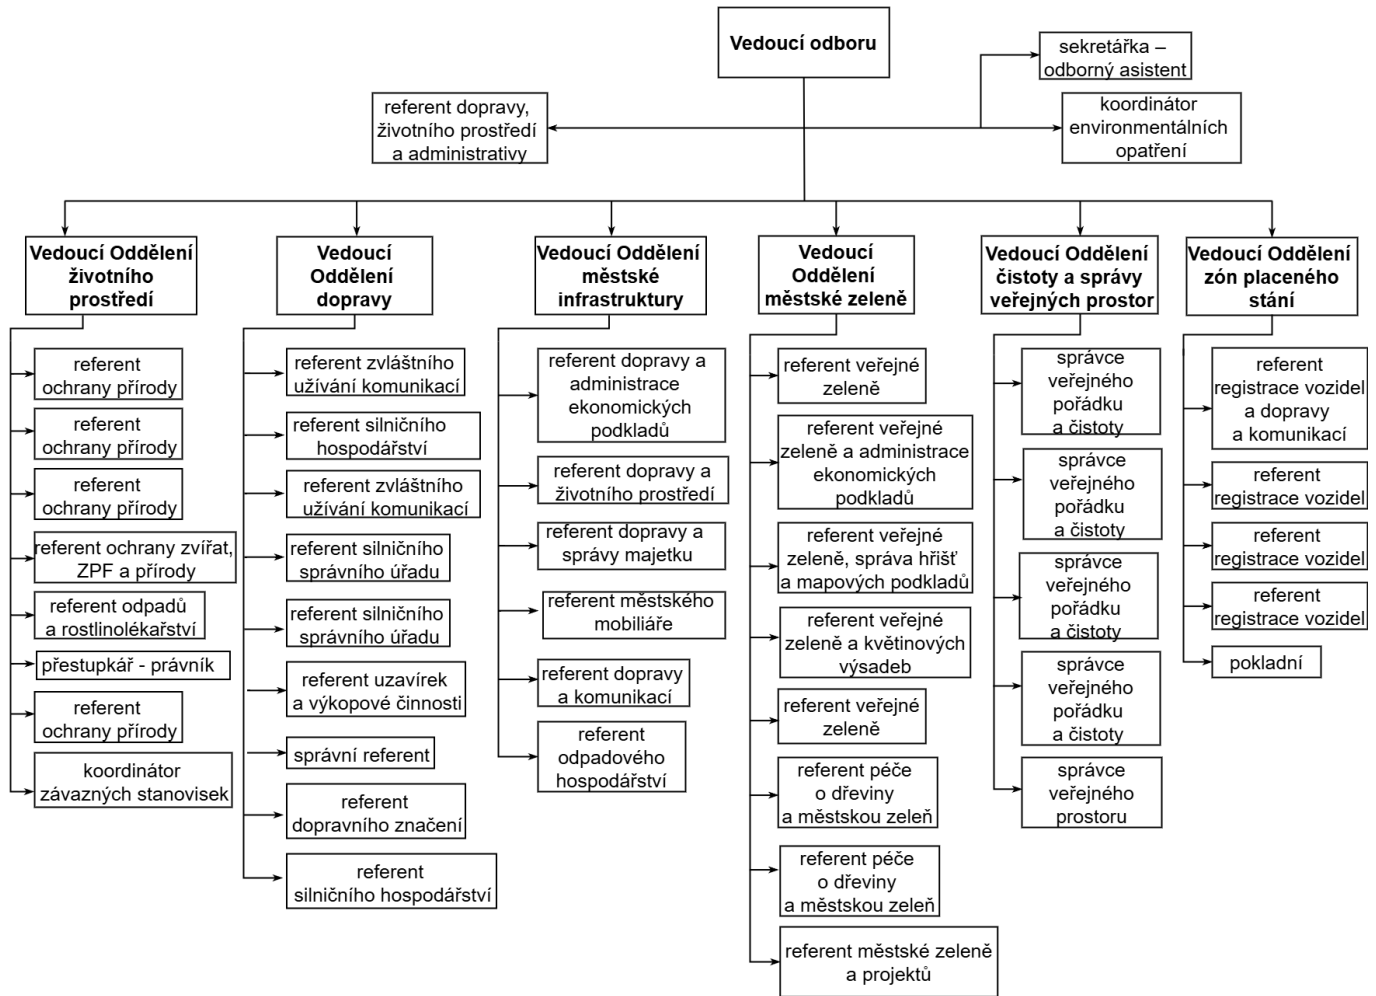 Vedoucí odboru
sekretářka –
odborný asistent
referent dopravy,
životního prostředí
a administrativy
koordinátor
environmentálních
opatření
Vedoucí Oddělení
životního
prostředí
referent
ochrany přírody
referent
ochrany přírody
referent
ochrany přírody
referent ochrany zvířat,
ZPF a přírody
referent odpadů
a rostlinolékařství
přestupkář - právník
referent
ochrany přírody
koordinátor
závazných stanovisek
Vedoucí
Oddělení
dopravy
referent zvláštního
užívání komunikací
referent silničního
hospodářství
referent zvláštního
užívání komunikací
referent silničního
správního úřadu
referent silničního
správního úřadu
referent uzavírek
a výkopové činnosti
správní referent
referent
dopravního značení
referent
silničního hospodářství
Vedoucí Oddělení
městské
infrastruktury
referent dopravy a
administrace
ekonomických
podkladů
referent dopravy a
životního prostředí
referent dopravy a
správy majetku
referent městského
mobiliáře
referent dopravy
a komunikací
referent
odpadového
hospodářství
Vedoucí
Oddělení
městské zeleně
referent veřejné
zeleně
referent veřejné
zeleně a administrace
ekonomických
podkladů
referent veřejné
zeleně, správa hřišť
a mapových podkladů
referent veřejné
zeleně a květinových
výsadeb
referent veřejné
zeleně
referent péče
o dřeviny
a městskou zeleň
referent péče
o dřeviny
a městskou zeleň
referent městské zeleně
a projektů
Vedoucí Oddělení
čistoty a správy
veřejných prostor
správce
veřejného
pořádku
a čistoty
správce
veřejného
pořádku
a čistoty
správce
veřejného
pořádku
a čistoty
správce
veřejného
pořádku
a čistoty
správce
veřejného
prostoru
Vedoucí Oddělení
zón placeného
stání
referent
registrace vozidel
a dopravy
a komunikací
referent
registrace vozidel
referent
registrace vozidel
referent
registrace vozidel
pokladní